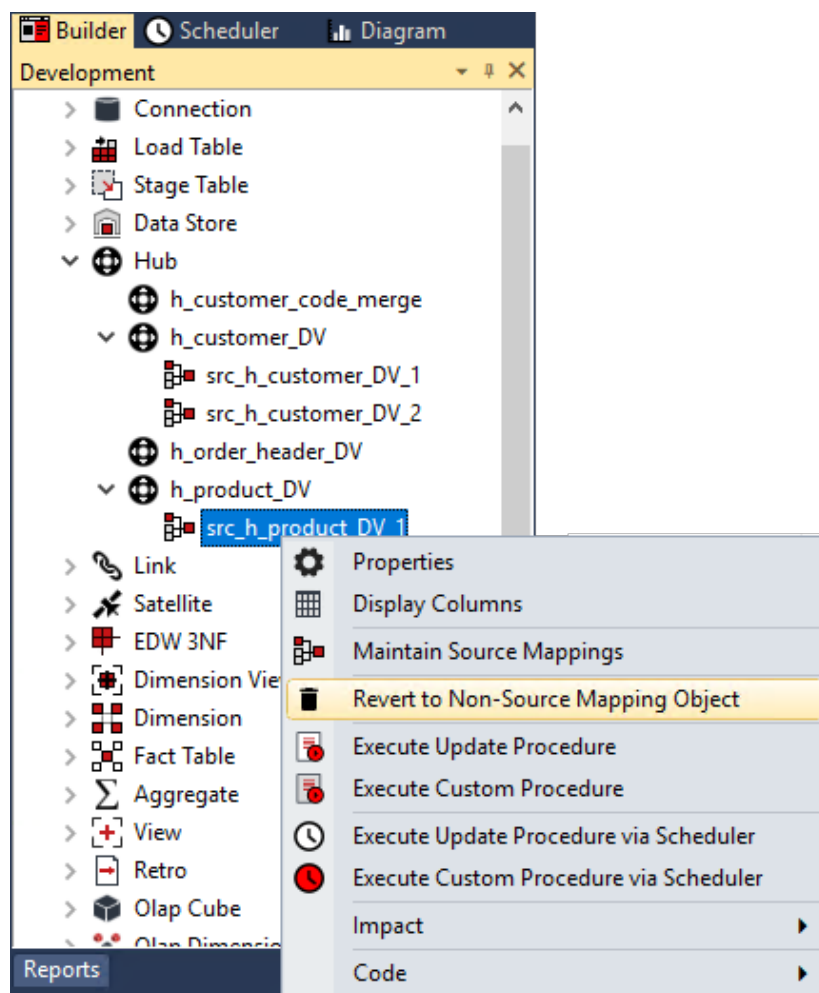 Builder Scheduler Diagram
Development
Connection
Load Table
Stage Table
Data Store
Hub
h_customer_code_merge
h_customer_DV
src_h_customer_DV_1
src_h_customer_DV_2
h_order_header_DV
h_product_DV
src_h_product_DV_1
Link
Satellite
EDW 3NF
Dimension Vie
Dimension
Fact Table
Aggregate
View
Retro
Olap Cube
Olap Dimensio
Reports
Properties
Display Columns
Maintain Source Mappings
Revert to Non-Source Mapping Object
Execute Update Procedure
Execute Custom Procedure
Execute Update Procedure via Scheduler
Execute Custom Procedure via Scheduler
Impact
Code